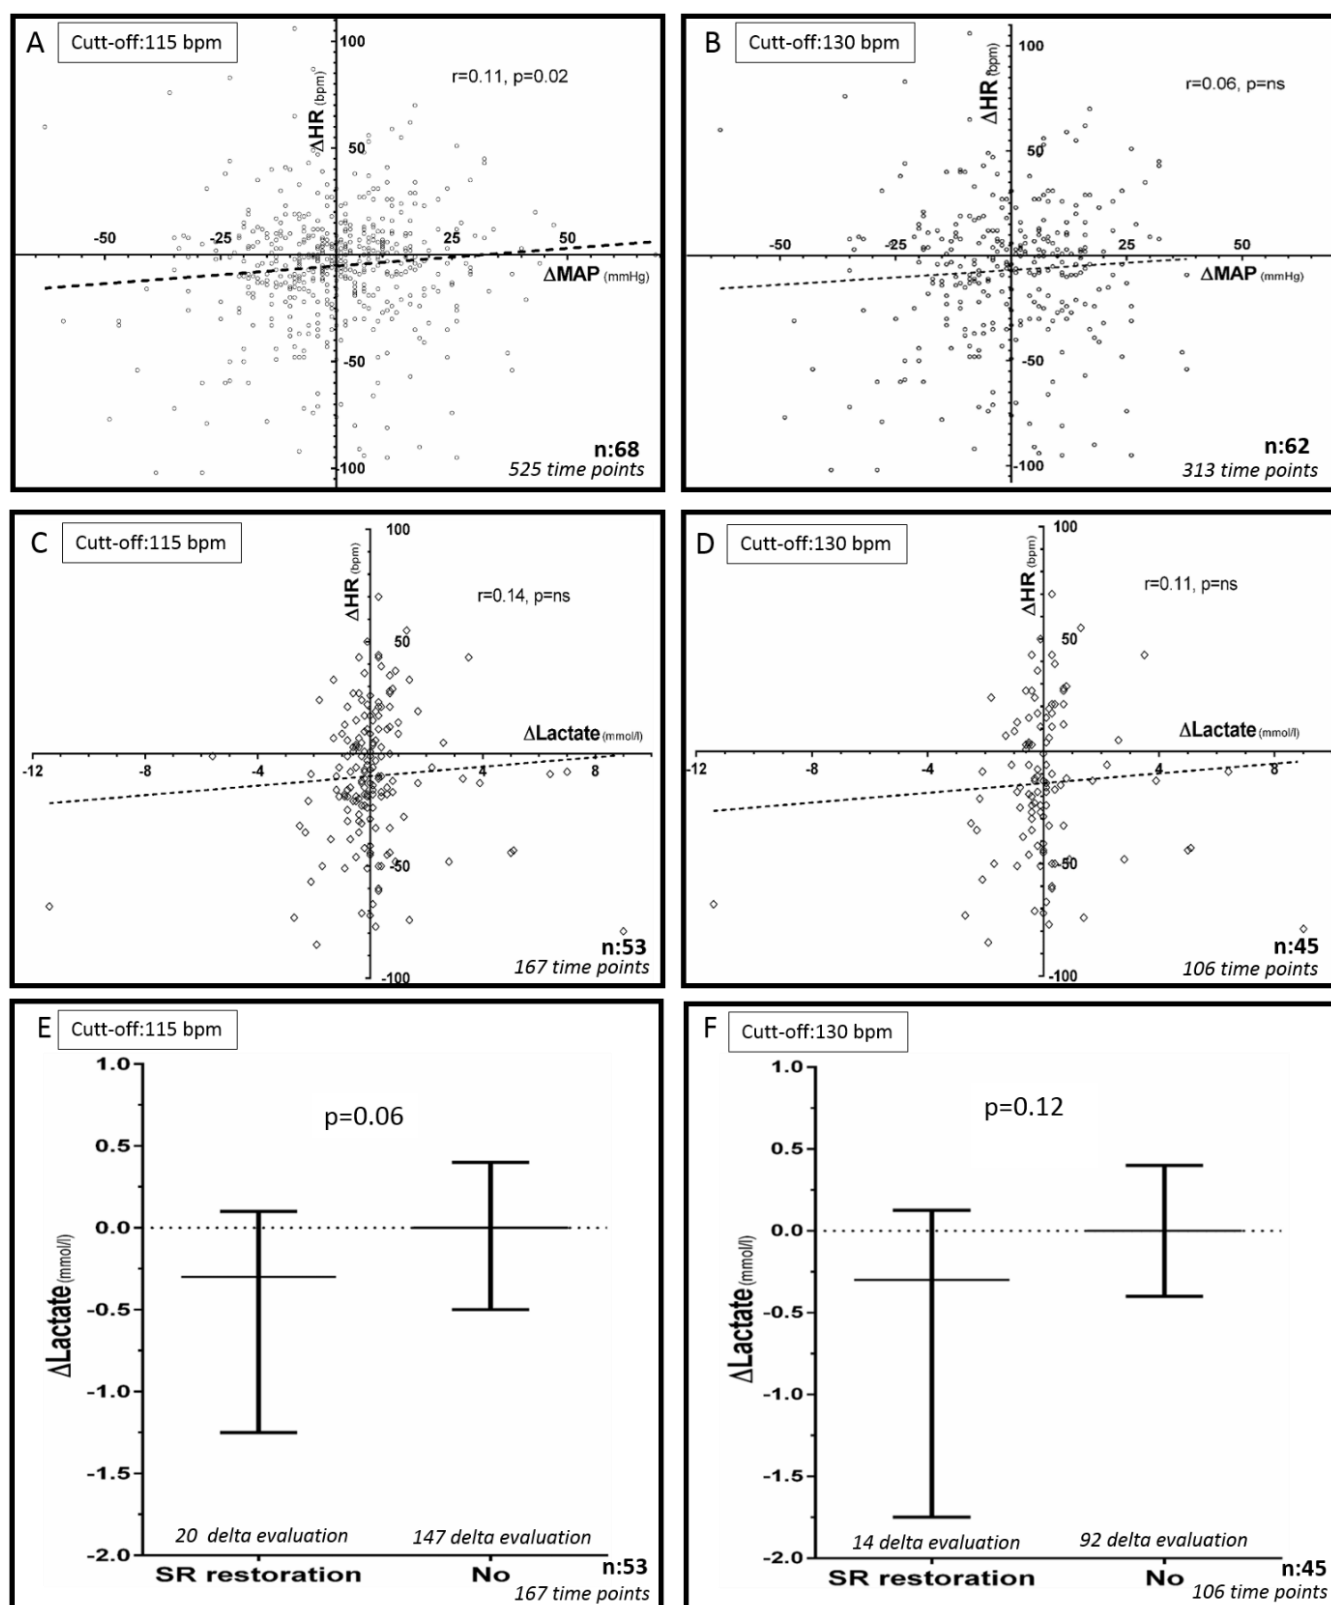 A
Cutt-off:115 bpm
100
r=0.11, p=0.02
ΔHR (bpm)
50
-50
-25
25
50
ΔMAP (mmHg)
-50
n:68
-100
525 time points
B
Cutt-off:130 bpm
100
r=0.06, p=ns
ΔHR (bpm)
50
-50
-25
25
50
ΔMAP (mmHg)
-50
n:62
-100
313 time points
C
Cutt-off:115 bpm
100
ΔHR (bpm)
r=0.14, p=ns
50
ΔLactate (mmol/l)
-12
-8
-4
4
8
-50
n:53
-100
167 time points
D
Cutt-off:130 bpm
100
ΔHR (bpm)
r=0.11, p=ns
50
ΔLactate (mmol/l)
-12
-8
-4
4
8
-50
n:45
-100
106 time points
E
Cutt-off:115 bpm
1.0
p=0.06
0.5
0.0
ΔLactate (mmol/l)
-0.5
-1.0
-1.5
20 delta evaluation
147 delta evaluation
-2.0
SR restoration
No
n:53
167 time points
F
Cutt-off:130 bpm
1.0
p=0.12
0.5
0.0
ΔLactate (mmol/l)
-0.5
-1.0
-1.5
14 delta evaluation
92 delta evaluation
-2.0
SR restoration
No
n:45
106 time points